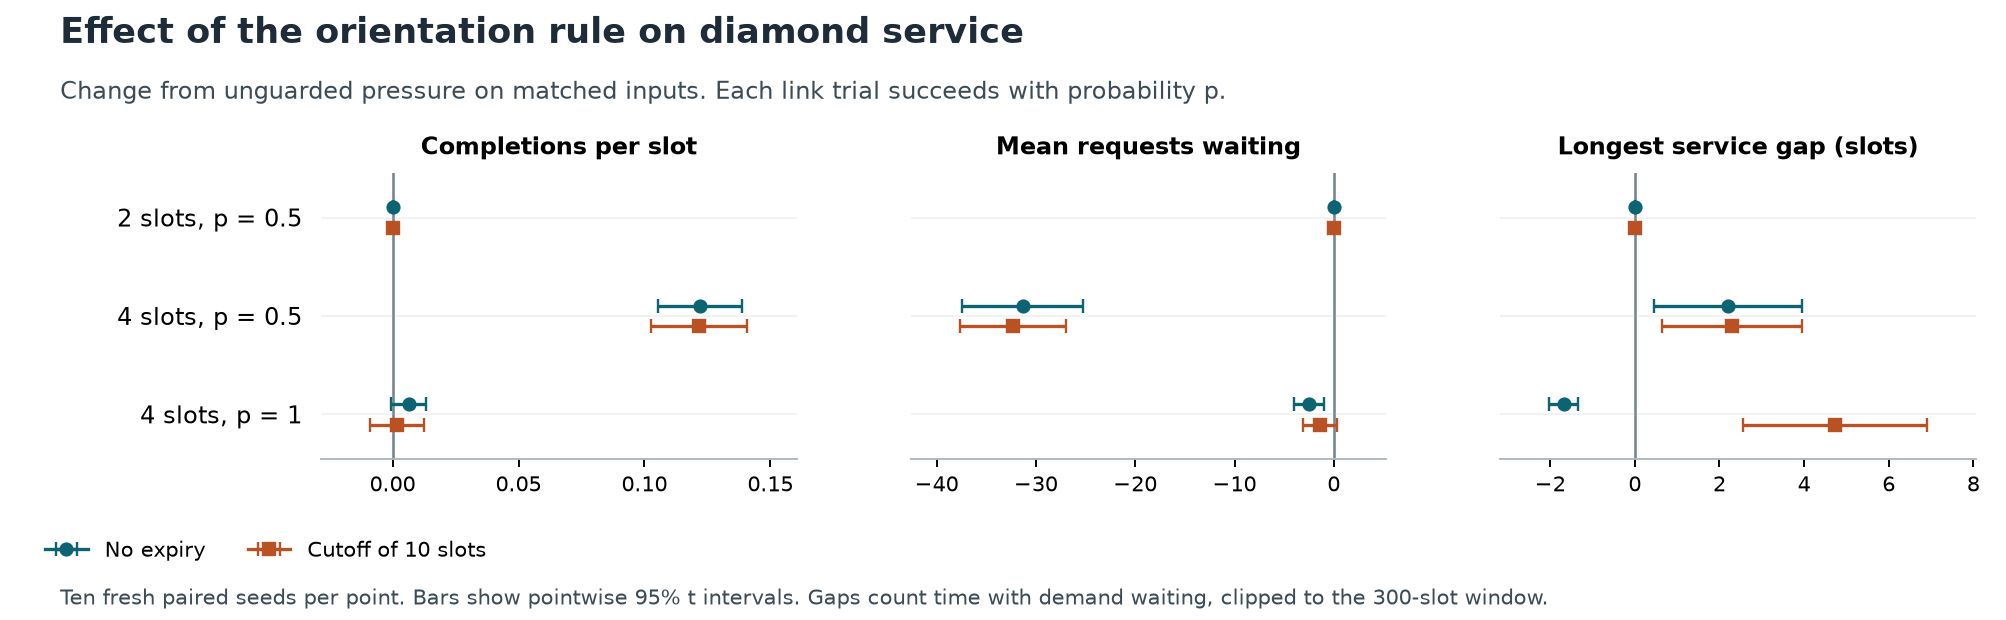 Effect of the orientation rule on diamond service
Change from unguarded pressure on matched inputs. Each link trial succeeds with probability p.
Completions per slot
Mean requests waiting
Longest service gap (slots)
2 slots, p = 0.5
4 slots, p = 0.5
4 slots, p = 1
0.00 0.05 0.10 0.15
−40 −30 −20 −10 0
−2 0 2 4 6 8
No expiry
Cutoff of 10 slots
Ten fresh paired seeds per point. Bars show pointwise 95% t intervals. Gaps count time with demand waiting, clipped to the 300-slot window.